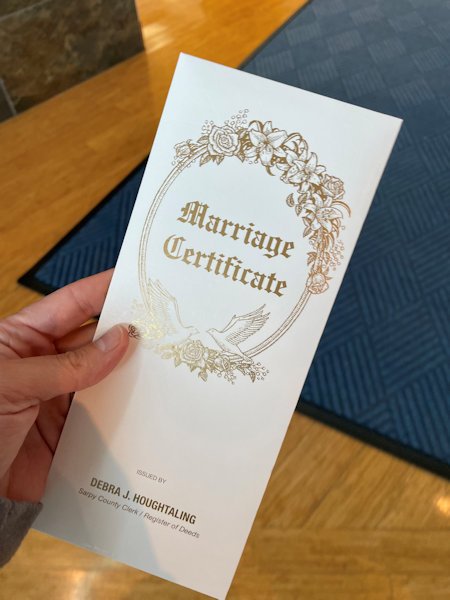 Marriage
Certificate
ISSUED BY
DEBRA J. HOUGHTALING
Sarpy County Clerk / Register of Deeds